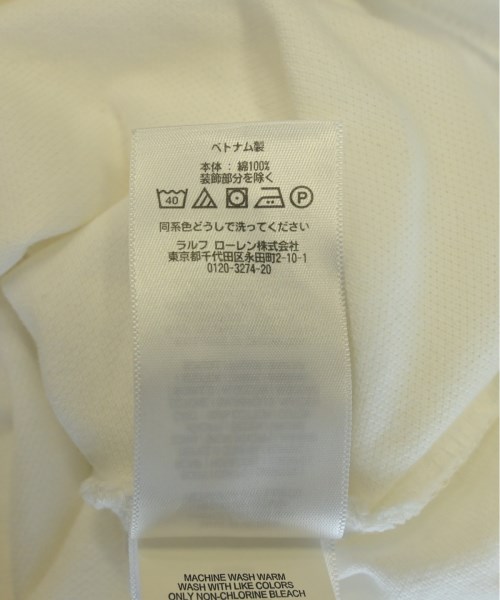 ベトナム製
本体 : 綿100%
装飾部分を除く
40 P
同系色どうしで洗ってください
ラルフ ローレン株式会社
東京都千代田区永田町2-10-1
0120-3274-20
MACHINE WASH WARM
WASH WITH LIKE COLORS
ONLY NON-CHLORINE BLEACH